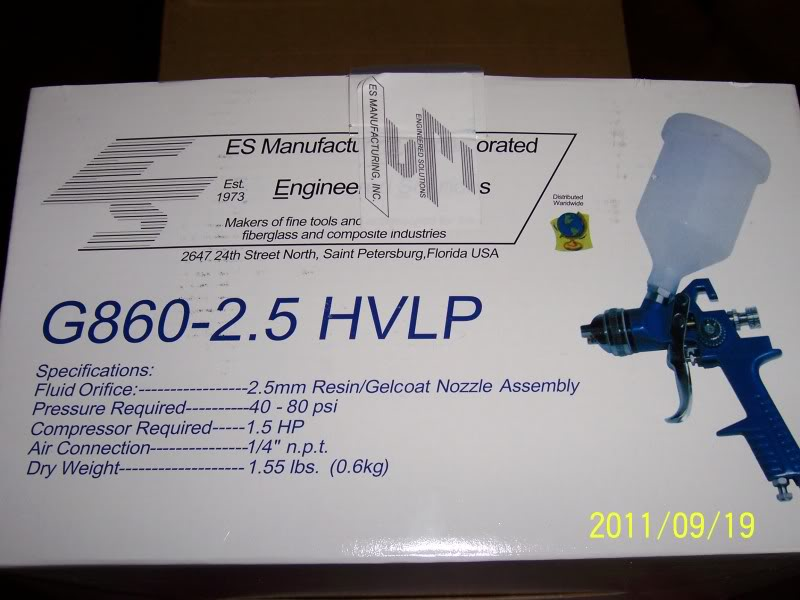 ES Manufactu orated
Est.
1973
Enginee s
Makers of fine tools and
fiberglass and composite industries
2647 24th Street North, Saint Petersburg,Florida USA
ES MANUFACTURING, INC.
ENGINEERED SOLUTIONS
Distributed
G860-2.5 HVLP
Specifications:
Fluid Orifice:-----------------2.5mm Resin/Gelcoat Nozzle Assembly
Pressure Required----------40 - 80 psi
Compressor Required-----1.5 HP
Air Connection---------------1/4" n.p.t.
Dry Weight------------------- 1.55 lbs. (0.6kg)
2011/09/19